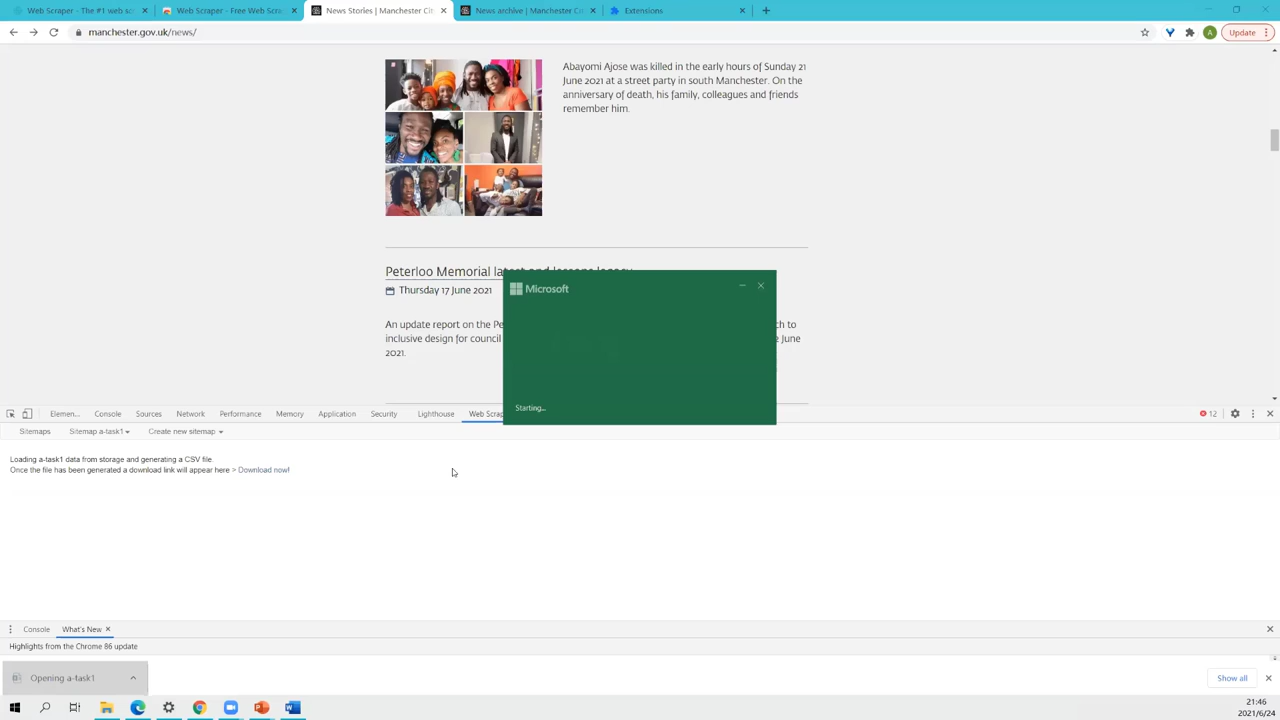 Web Scraper - The #1 web scr
Web Scraper - Free Web Scra
News Stories | Manchester Cit
News archive | Manchester Cit
Extensions
manchester.gov.uk/news/
Update
Abayomi Ajose was killed in the early hours of Sunday 21
June 2021 at a street party in south Manchester. On the
anniversary of death, his family, colleagues and friends
remember him.
Peterloo Memorial latest and lessons legacy
Thursday 17 June 2021
An update report on the Pe
ch to
inclusive design for council
e June
2021.
Microsoft
Starting...
Elemen...
Console
Sources
Network
Performance
Memory
Application
Security
Lighthouse
Web Scrap
12
Sitemaps
Sitemap a-task1
Create new sitemap
Loading a-task1 data from storage and generating a CSV file.
Once the file has been generated a download link will appear here > Download now!
Console
What's New
Highlights from the Chrome 86 update
Opening a-task1
Show all
21:46
2021/6/24